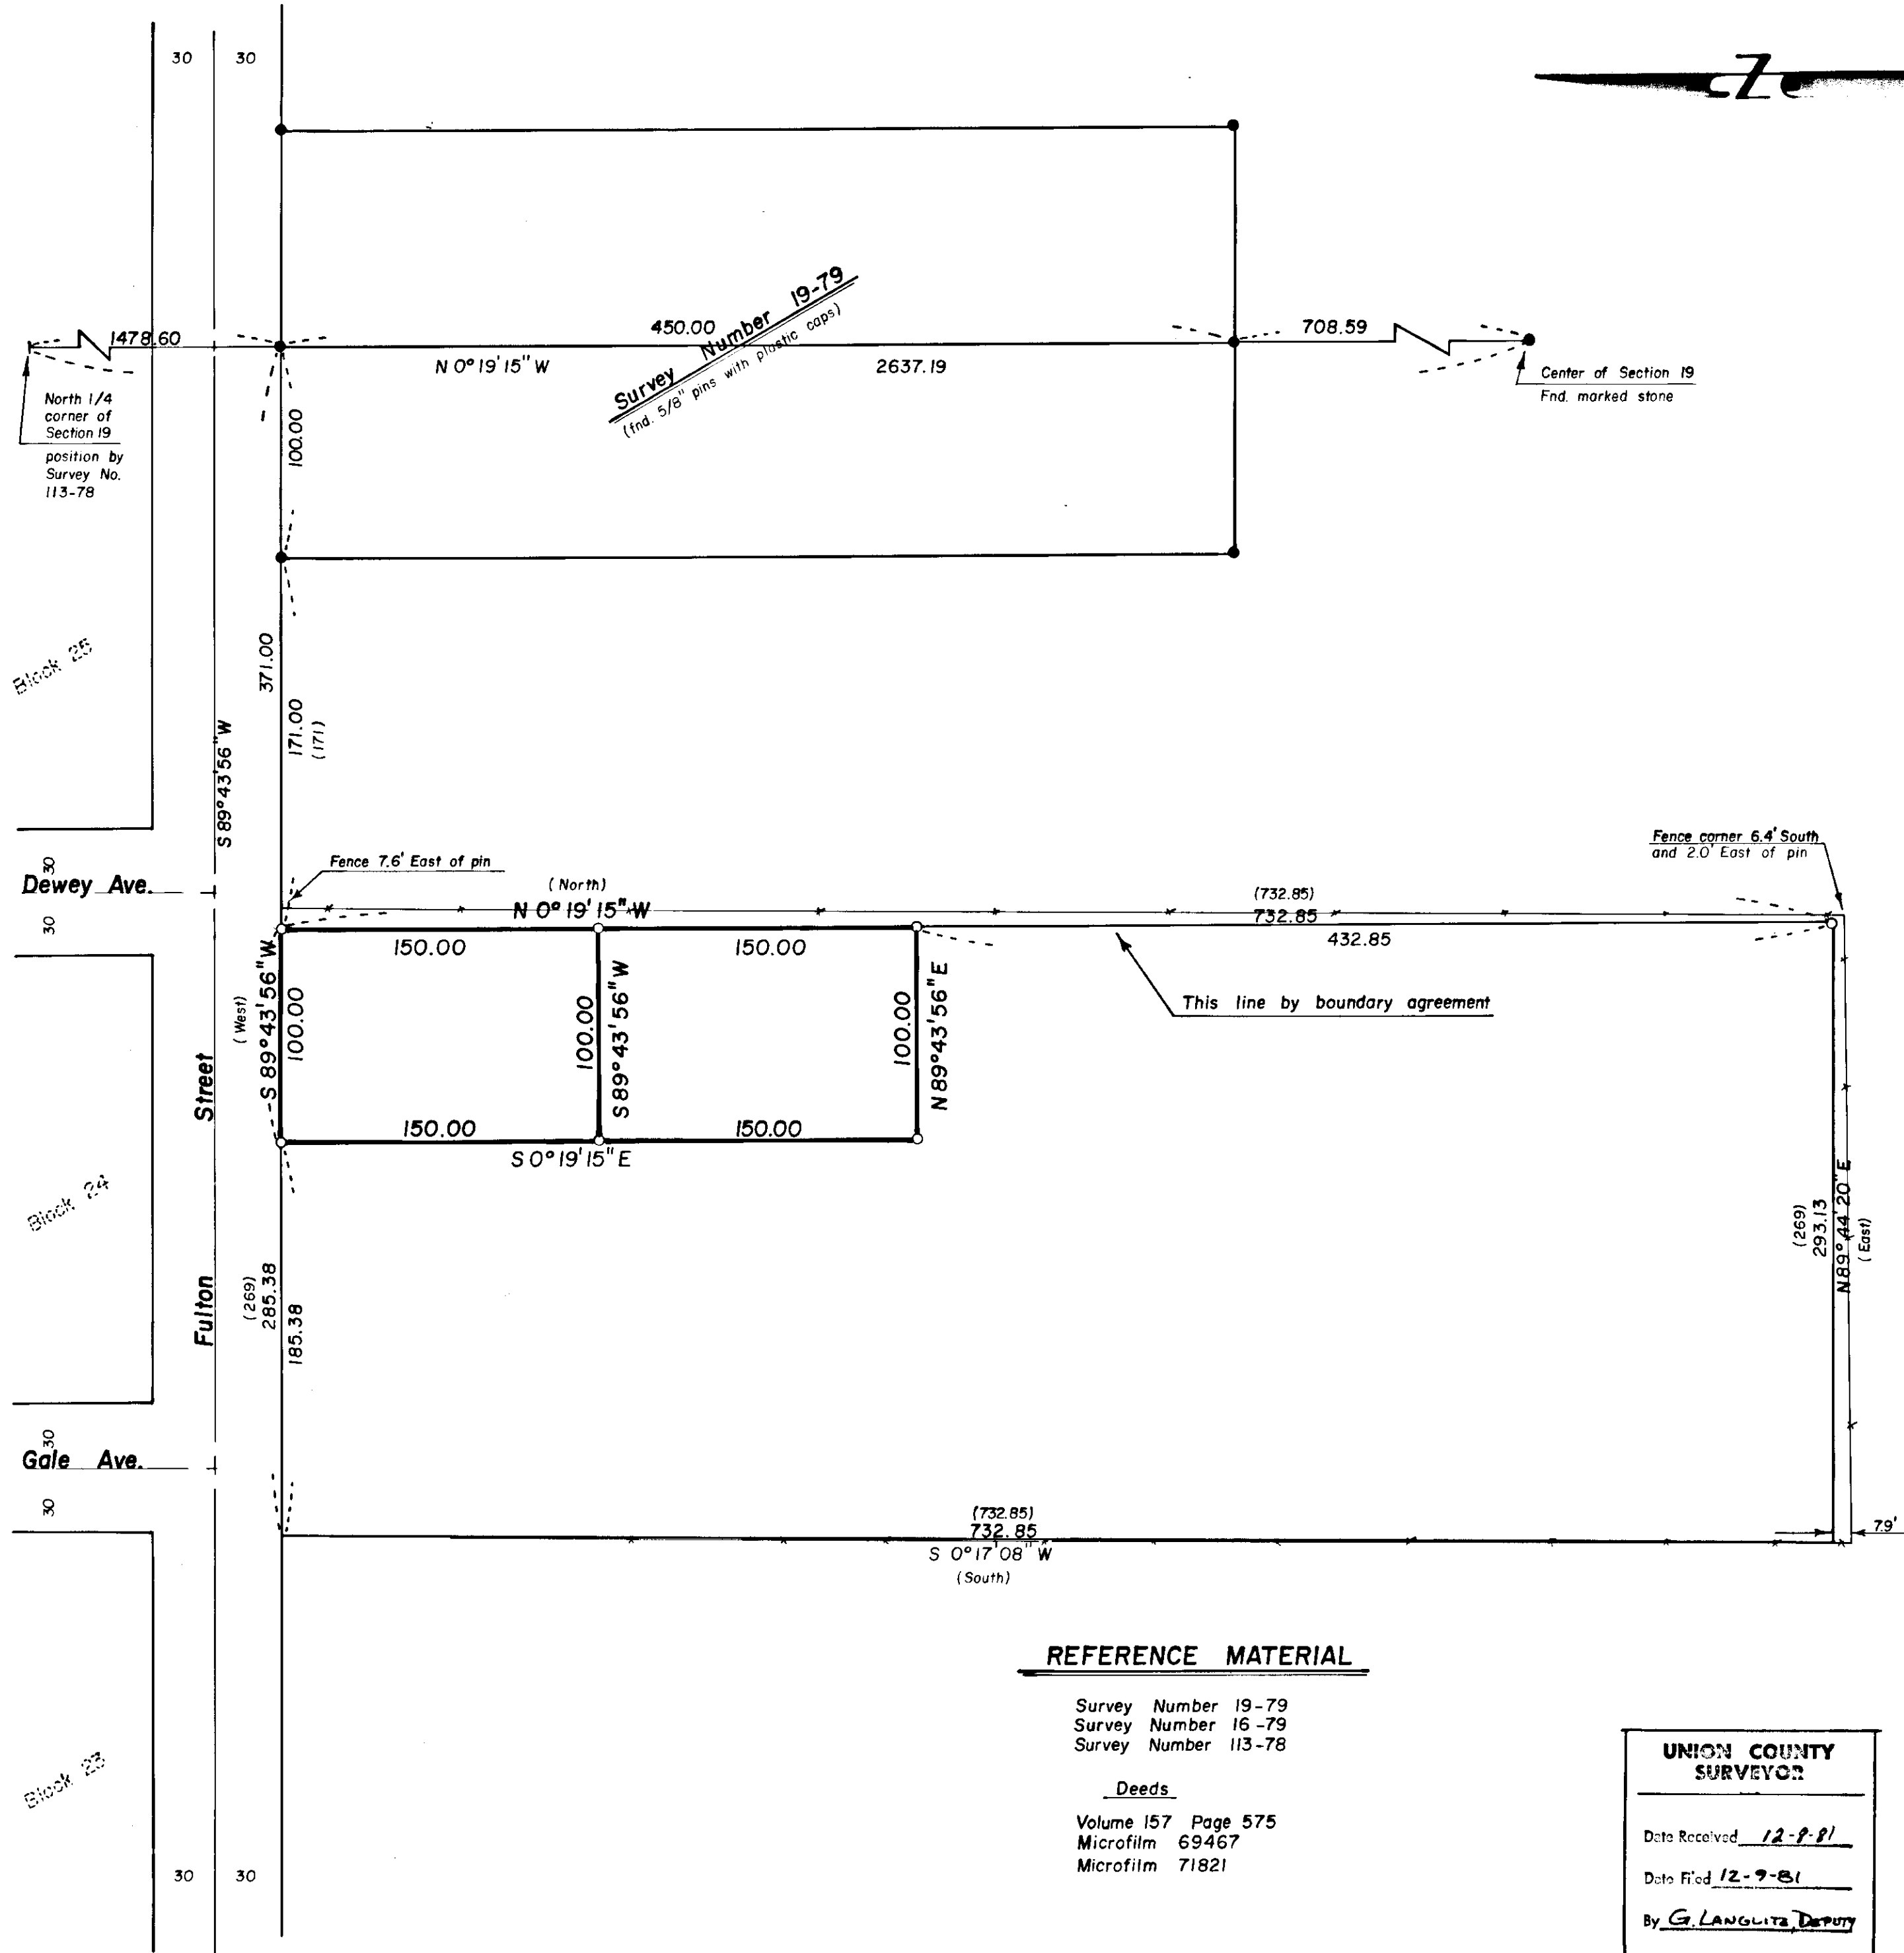 30
30
Z
1478.60
450.00
N 0°19'15" W
2637.19
Survey Number 19-79
(fnd. 5/8" pins with plastic caps)
708.59
Center of Section 19
Fnd. marked stone
North 1/4
corner of
Section 19
position by
Survey No.
113-78
100.00
Block 25
371.00
171.00
(171)
S 89°43'56" W
Dewey Ave.
30
30
Fence 7.6' East of pin
Fence corner 6.4' South
and 2.0' East of pin
(North)
N 0°19'15" W
(732.85)
732.85
150.00
150.00
432.85
(West)
S 89°43'56" W
100.00
100.00
S 89°43'56" W
100.00
N 89°43'56" E
This line by boundary agreement
150.00
150.00
S 0°19'15" E
Fulton Street
Block 24
(269)
285.38
185.38
(269)
293.13
N 89°44'20" E
(East)
Gale Ave.
30
30
(732.85)
732.85
S 0°17'08" W
(South)
7.9'
Block 23
30
30
REFERENCE MATERIAL
Survey Number 19-79
Survey Number 16-79
Survey Number 113-78
Deeds
Volume 157 Page 575
Microfilm 69467
Microfilm 71821
UNION COUNTY
SURVEYOR
Date Received 12-9-81
Date Filed 12-9-81
By G. LANGLITZ, DEPUTY